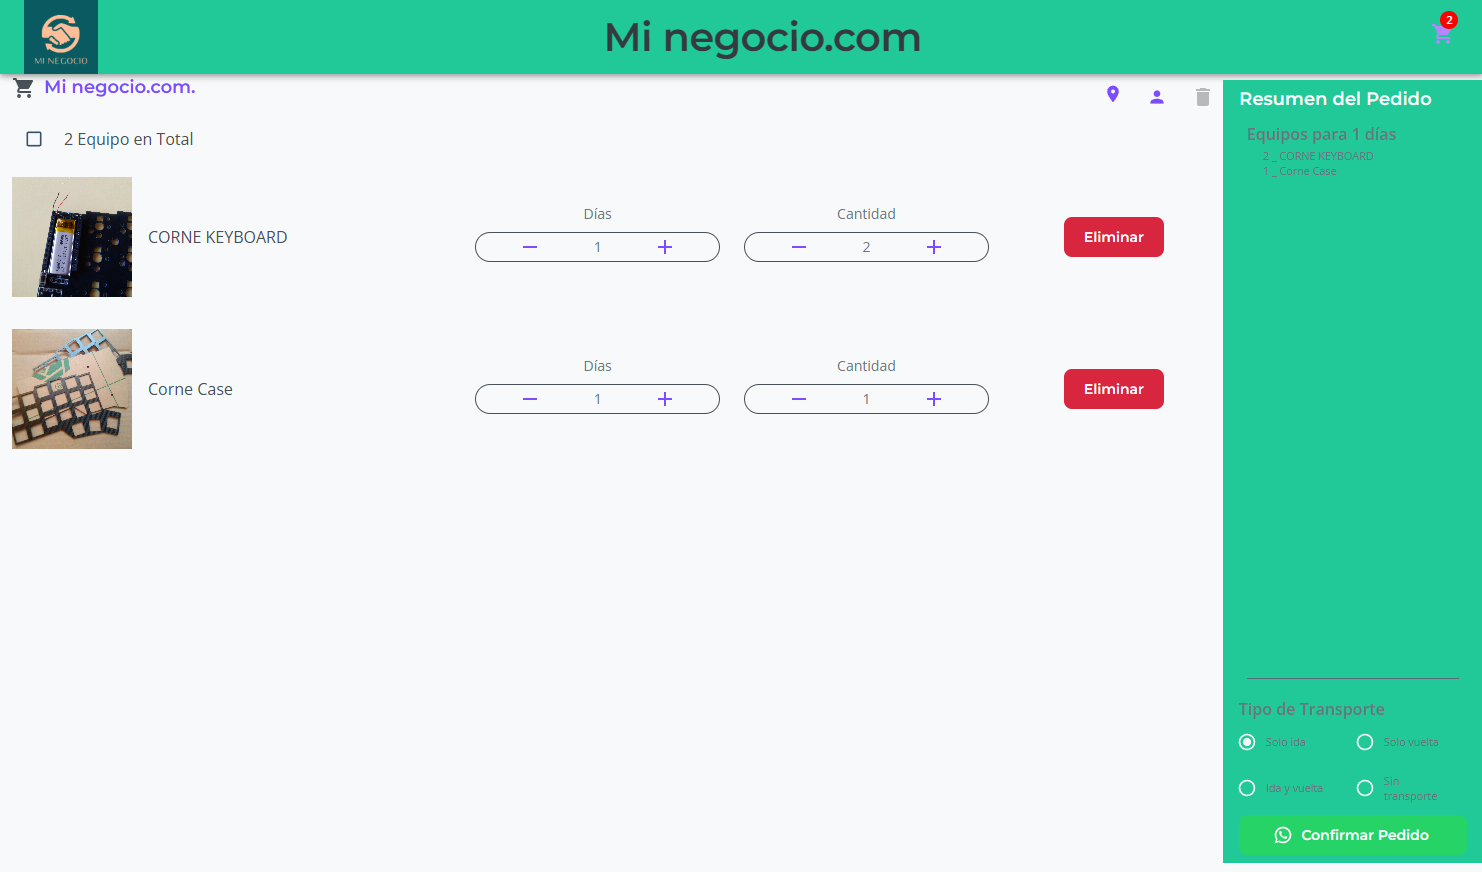 MI NEGOCIO
Mi negocio.com
2
Mi negocio.com.
2 Equipo en Total
CORNE KEYBOARD
Días
1
Cantidad
2
Eliminar
Corne Case
Días
1
Cantidad
1
Eliminar
Resumen del Pedido
Equipos para 1 días
2 _ CORNE KEYBOARD
1 _ Corne Case
Tipo de Transporte
Solo ida
Solo vuelta
Ida y vuelta
Sin
transporte
Confirmar Pedido